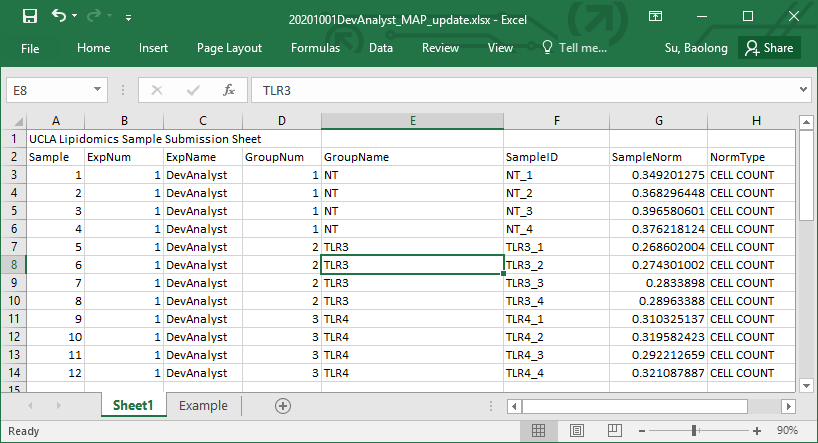 20201001DevAnalyst_MAP_update.xlsx - Excel
File Home Insert Page Layout Formulas Data Review View Tell me... Su, Baolong Share
E8 fx TLR3
A B C D E F G H
1 UCLA Lipidomics Sample Submission Sheet
2 Sample ExpNum ExpName GroupNum GroupName SampleID SampleNorm NormType
3 1 1 DevAnalyst 1 NT NT_1 0.349201275 CELL COUNT
4 2 1 DevAnalyst 1 NT NT_2 0.368296448 CELL COUNT
5 3 1 DevAnalyst 1 NT NT_3 0.396580601 CELL COUNT
6 4 1 DevAnalyst 1 NT NT_4 0.376218124 CELL COUNT
7 5 1 DevAnalyst 2 TLR3 TLR3_1 0.268602004 CELL COUNT
8 6 1 DevAnalyst 2 TLR3 TLR3_2 0.274301002 CELL COUNT
9 7 1 DevAnalyst 2 TLR3 TLR3_3 0.2833898 CELL COUNT
10 8 1 DevAnalyst 2 TLR3 TLR3_4 0.28963388 CELL COUNT
11 9 1 DevAnalyst 3 TLR4 TLR4_1 0.310325137 CELL COUNT
12 10 1 DevAnalyst 3 TLR4 TLR4_2 0.319582423 CELL COUNT
13 11 1 DevAnalyst 3 TLR4 TLR4_3 0.292212659 CELL COUNT
14 12 1 DevAnalyst 3 TLR4 TLR4_4 0.321087887 CELL COUNT
15
Sheet1 Example
Ready 90%